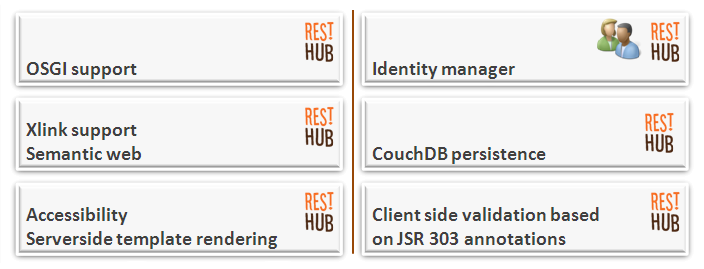 REST
HUB
OSGI support
REST
HUB
Identity manager
REST
HUB
Xlink support
Semantic web
REST
HUB
CouchDB persistence
REST
HUB
Accessibility
Serverside template rendering
REST
HUB
Client side validation based
on JSR 303 annotations